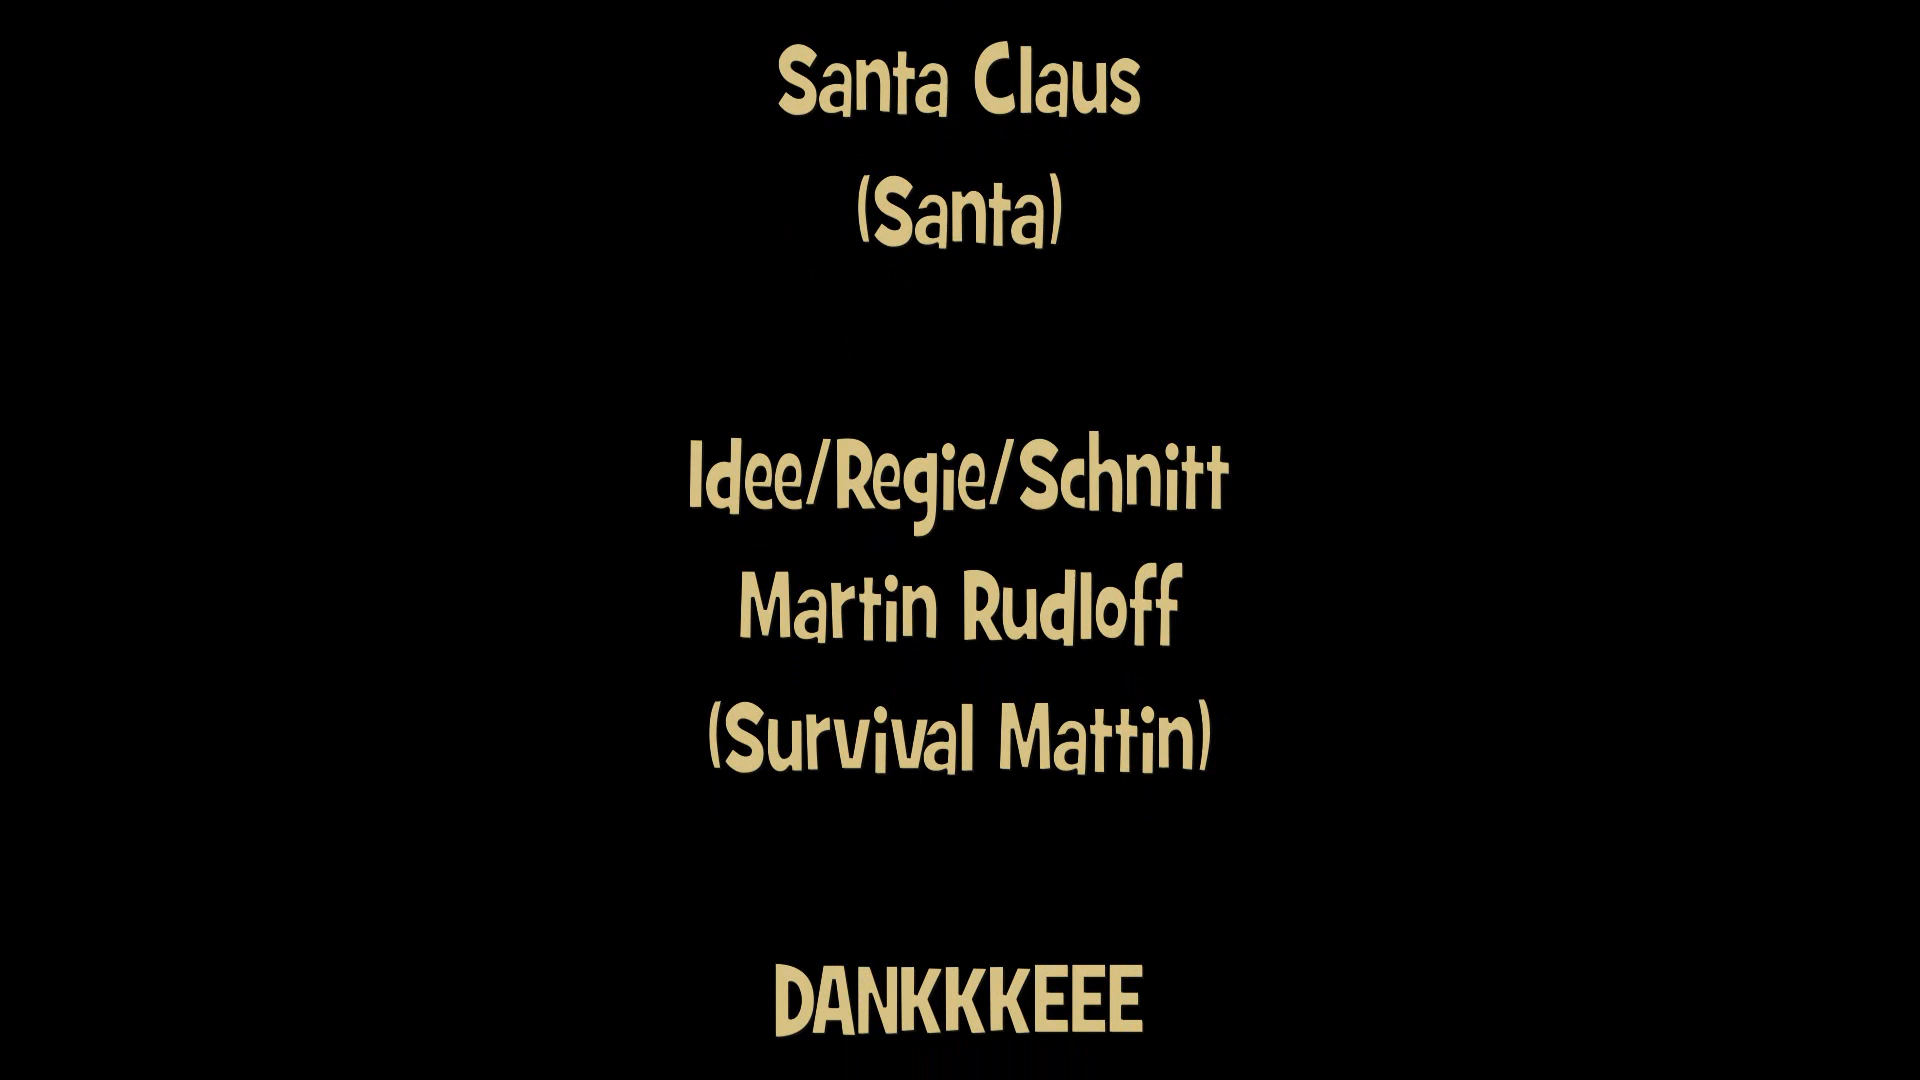 Santa Claus
(Santa)
Idee/Regie/Schnitt
Martin Rudloff
(Survival Mattin)
DANKKKEEE